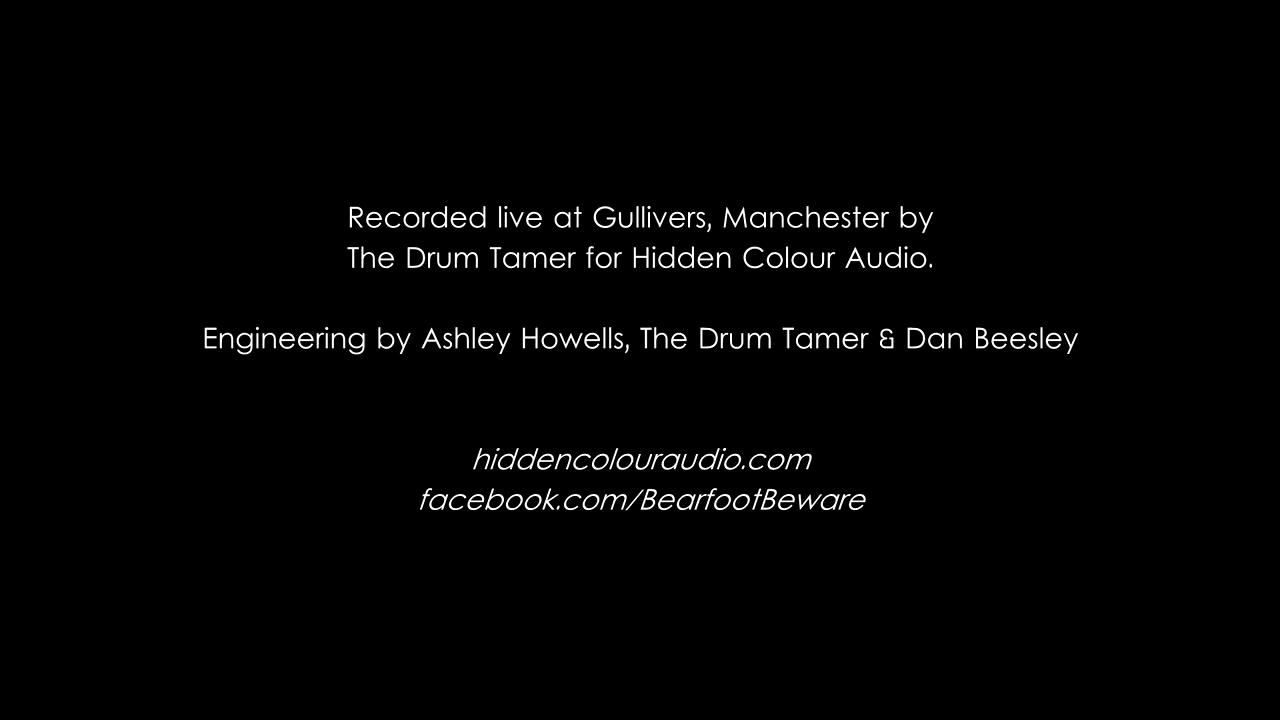 Recorded live at Gullivers, Manchester by
The Drum Tamer for Hidden Colour Audio.
Engineering by Ashley Howells, The Drum Tamer & Dan Beesley
hiddencolouraudio.com
facebook.com/BearfootBeware